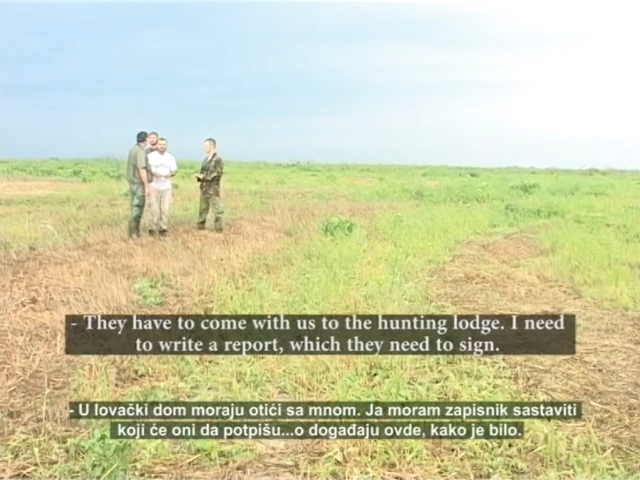 - They have to come with us to the hunting lodge. I need
to write a report, which they need to sign.
- U lovački dom moraju otići sa mnom. Ja moram zapisnik sastaviti
koji će oni da potpišu...o događaju ovde, kako je bilo.